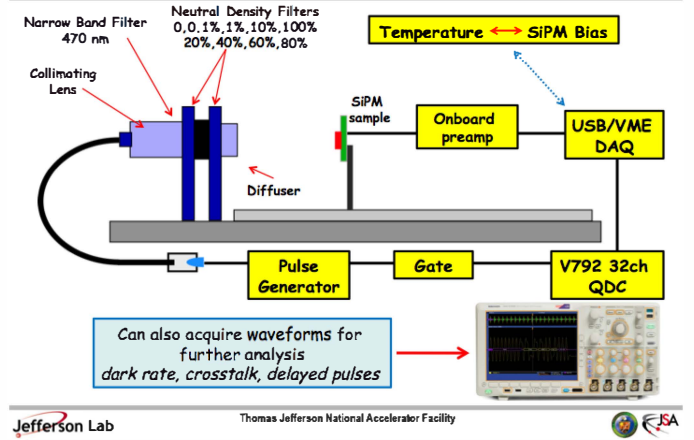 Neutral Density Filters
0,0.1%,1%,10%,100%
20%,40%,60%,80%
Narrow Band Filter
470 nm
Collimating
Lens
Temperature
SiPM Bias
SiPM
sample
Onboard
preamp
USB/VME
DAQ
Diffuser
Pulse
Generator
Gate
V792 32ch
QDC
Can also acquire waveforms for
further analysis
dark rate, crosstalk, delayed pulses
Jefferson Lab
Thomas Jefferson National Accelerator Facility
JSA